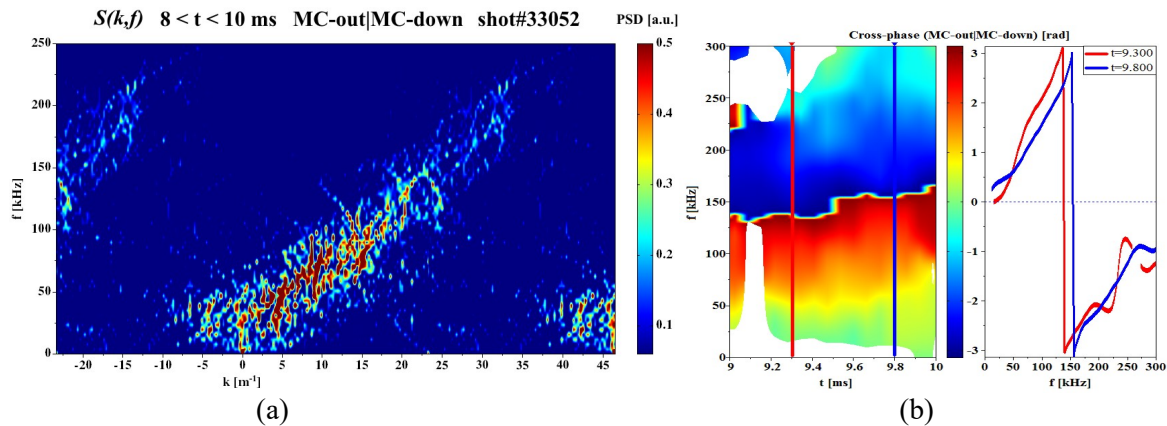 S(k,f) 8 < t < 10 ms MC-out|MC-down shot#33052 PSD [a.u.]
250
200
150
100
50
0
f [kHz]
-20 -15 -10 -5 0 5 10 15 20 25 30 35 40 45
k [m⁻¹]
0.5
0.4
0.3
0.2
0.1
(a)
Cross-phase (MC-out|MC-down) [rad]
300
250
200
150
100
50
0
f [kHz]
9 9.2 9.4 9.6 9.8 10
t [ms]
3
2
1
0
-1
-2
-3
t=9.300
t=9.800
0 50 100 150 200 250 300
f [kHz]
(b)